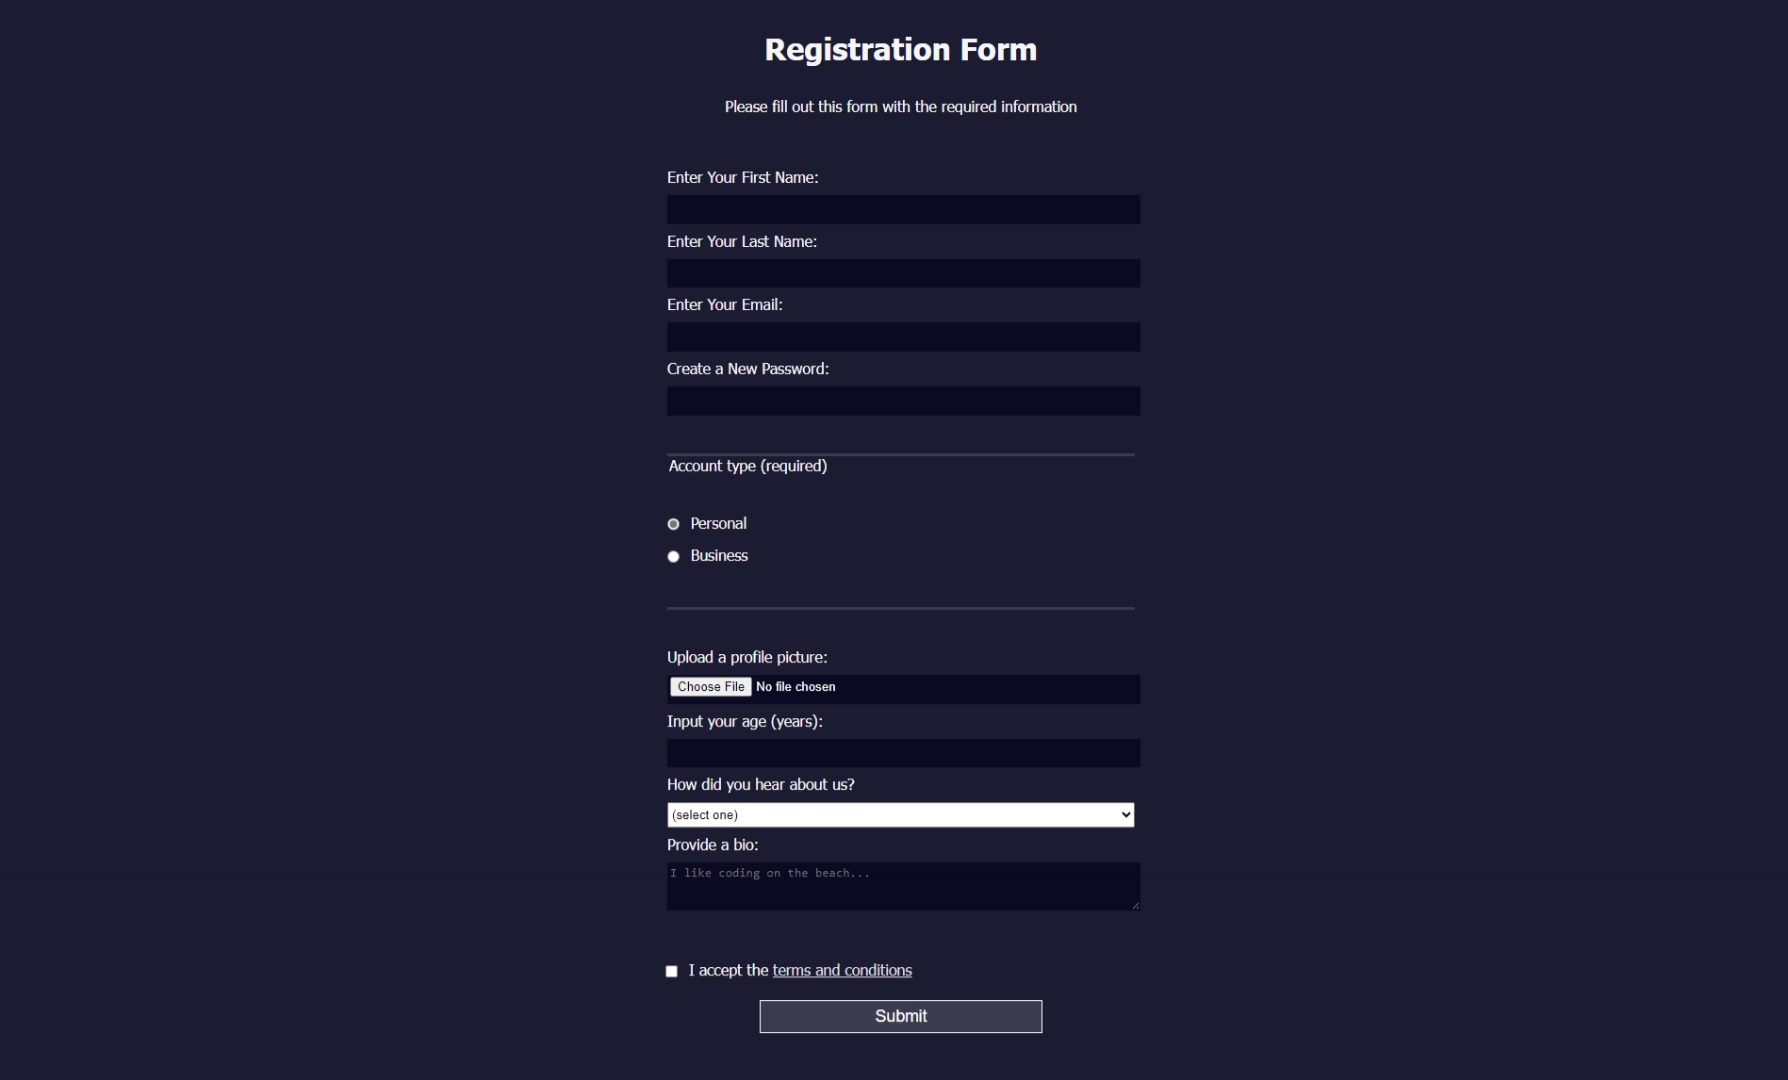 Registration Form
Please fill out this form with the required information
Enter Your First Name:
Enter Your Last Name:
Enter Your Email:
Create a New Password:
Account type (required)
Personal
Business
Upload a profile picture:
Choose File No file chosen
Input your age (years):
How did you hear about us?
(select one)
Provide a bio:
I like coding on the beach...
I accept the terms and conditions
Submit